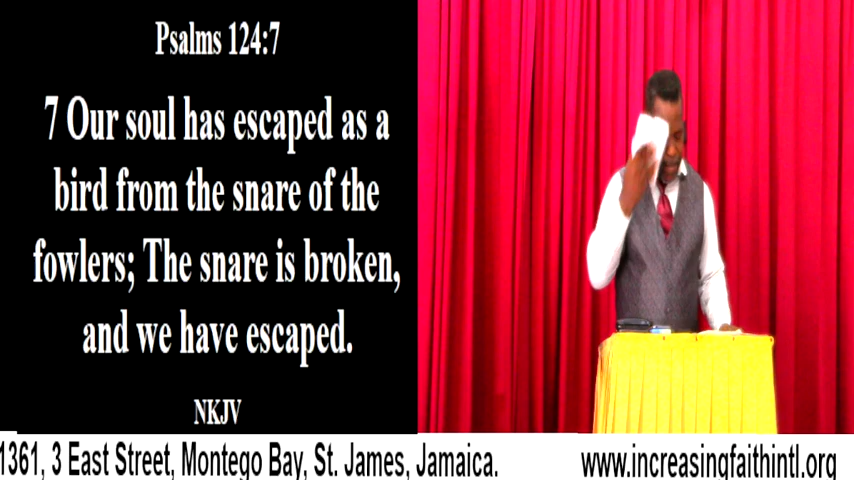 Psalms 124:7
7 Our soul has escaped as a
bird from the snare of the
fowlers; The snare is broken,
and we have escaped.
NKJV
1361, 3 East Street, Montego Bay, St. James, Jamaica. www.increasingfaithintl.org